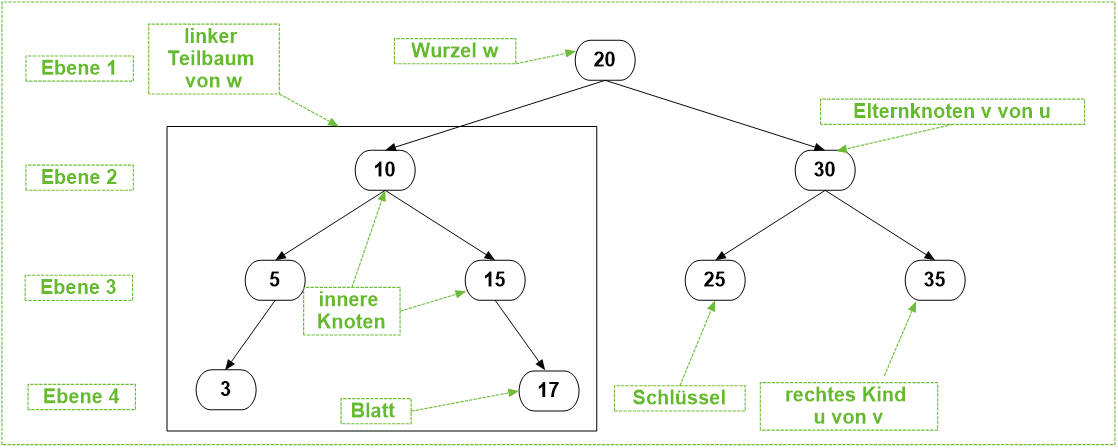 linker
Teilbaum
von w
Wurzel w
20
Ebene 1
Elternknoten v von u
Ebene 2
10
30
Ebene 3
5
15
25
35
innere
Knoten
Ebene 4
3
17
Blatt
Schlüssel
rechtes Kind
u von v